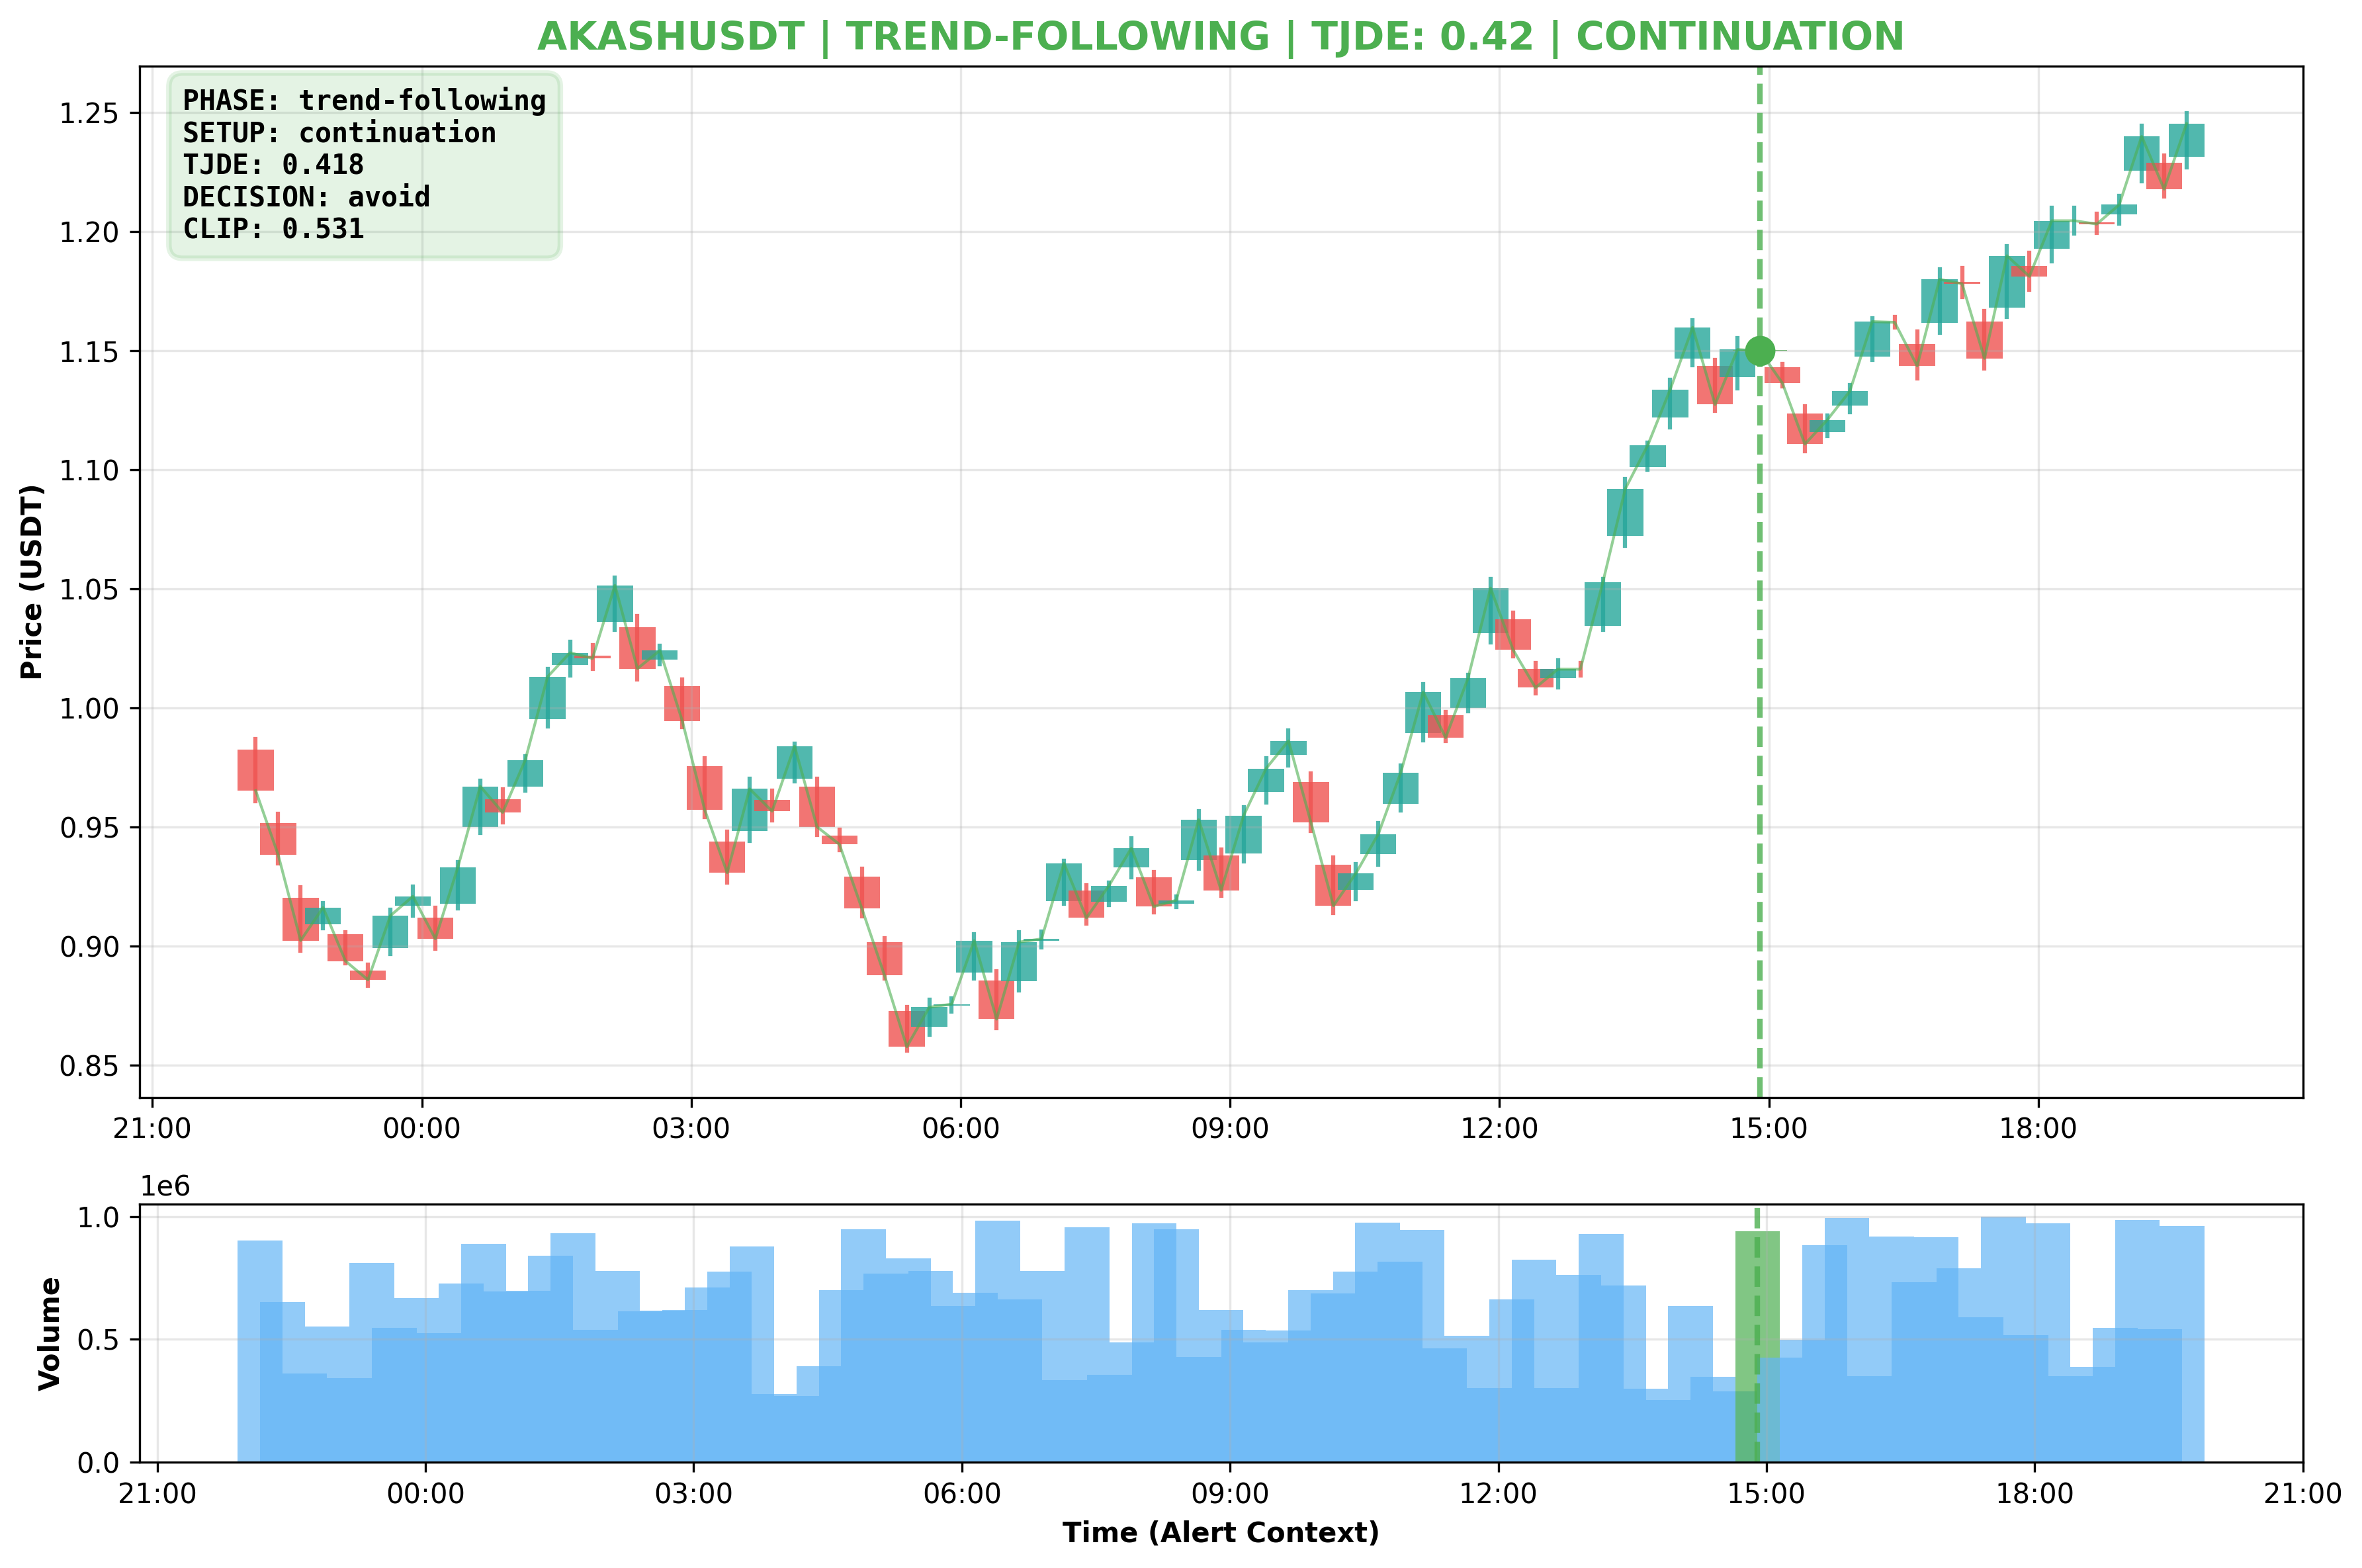 AKASHUSDT | TREND-FOLLOWING | TJDE: 0.42 | CONTINUATION
PHASE: trend-following
SETUP: continuation
TJDE: 0.418
DECISION: avoid
CLIP: 0.531
Price (USDT)
1.25
1.20
1.15
1.10
1.05
1.00
0.95
0.90
0.85
21:00 00:00 03:00 06:00 09:00 12:00 15:00 18:00
1e6
Volume
1.0
0.5
0.0
21:00 00:00 03:00 06:00 09:00 12:00 15:00 18:00 21:00
Time (Alert Context)